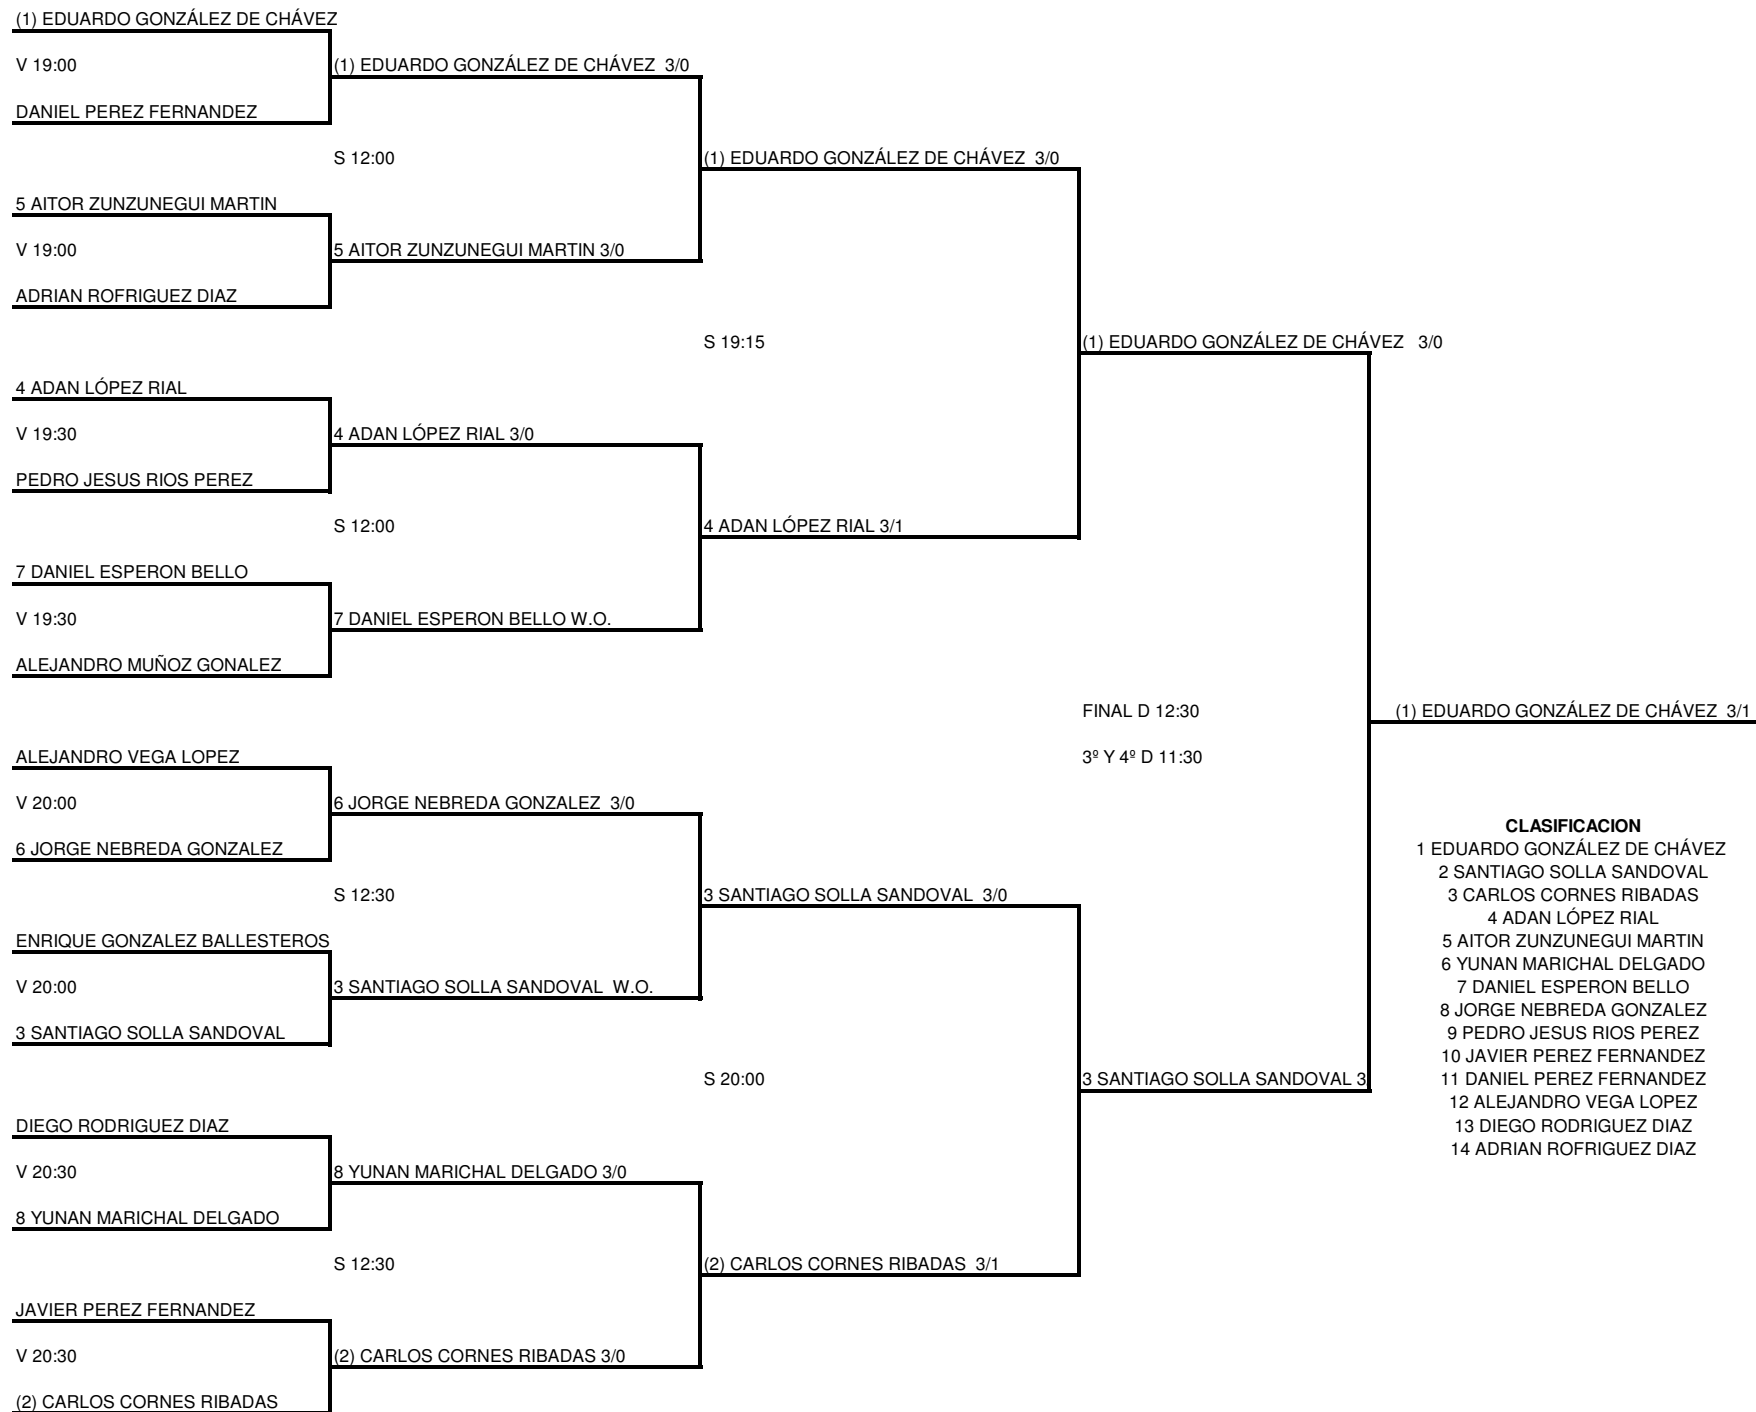 (1) EDUARDO GONZÁLEZ DE CHÁVEZ
V 19:00
(1) EDUARDO GONZÁLEZ DE CHÁVEZ 3/0
DANIEL PEREZ FERNANDEZ
S 12:00
(1) EDUARDO GONZÁLEZ DE CHÁVEZ 3/0
5 AITOR ZUNZUNEGUI MARTIN
V 19:00
5 AITOR ZUNZUNEGUI MARTIN 3/0
ADRIAN ROFRIGUEZ DIAZ
S 19:15
(1) EDUARDO GONZÁLEZ DE CHÁVEZ 3/0
4 ADAN LÓPEZ RIAL
V 19:30
4 ADAN LÓPEZ RIAL 3/0
PEDRO JESUS RIOS PEREZ
S 12:00
4 ADAN LÓPEZ RIAL 3/1
7 DANIEL ESPERON BELLO
V 19:30
7 DANIEL ESPERON BELLO W.O.
ALEJANDRO MUÑOZ GONALEZ
FINAL D 12:30
(1) EDUARDO GONZÁLEZ DE CHÁVEZ 3/1
ALEJANDRO VEGA LOPEZ
3º Y 4º D 11:30
V 20:00
6 JORGE NEBREDA GONZALEZ 3/0
6 JORGE NEBREDA GONZALEZ
S 12:30
3 SANTIAGO SOLLA SANDOVAL 3/0
ENRIQUE GONZALEZ BALLESTEROS
V 20:00
3 SANTIAGO SOLLA SANDOVAL W.O.
3 SANTIAGO SOLLA SANDOVAL
S 20:00
3 SANTIAGO SOLLA SANDOVAL 3
DIEGO RODRIGUEZ DIAZ
V 20:30
8 YUNAN MARICHAL DELGADO 3/0
8 YUNAN MARICHAL DELGADO
S 12:30
(2) CARLOS CORNES RIBADAS 3/1
JAVIER PEREZ FERNANDEZ
V 20:30
(2) CARLOS CORNES RIBADAS 3/0
(2) CARLOS CORNES RIBADAS
CLASIFICACION
1 EDUARDO GONZÁLEZ DE CHÁVEZ
2 SANTIAGO SOLLA SANDOVAL
3 CARLOS CORNES RIBADAS
4 ADAN LÓPEZ RIAL
5 AITOR ZUNZUNEGUI MARTIN
6 YUNAN MARICHAL DELGADO
7 DANIEL ESPERON BELLO
8 JORGE NEBREDA GONZALEZ
9 PEDRO JESUS RIOS PEREZ
10 JAVIER PEREZ FERNANDEZ
11 DANIEL PEREZ FERNANDEZ
12 ALEJANDRO VEGA LOPEZ
13 DIEGO RODRIGUEZ DIAZ
14 ADRIAN ROFRIGUEZ DIAZ